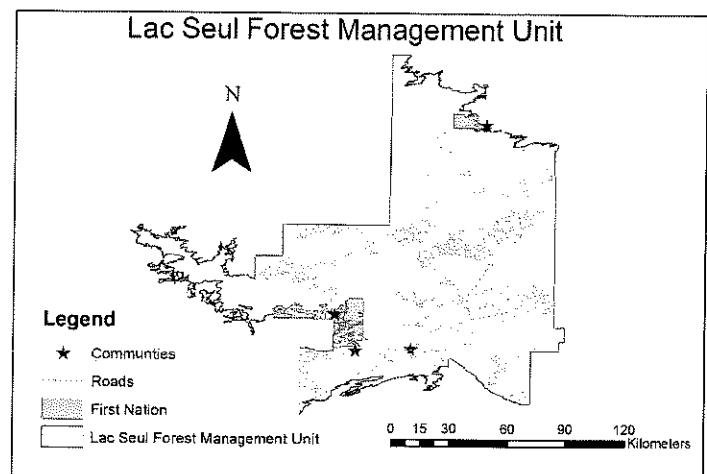 Lac Seul Forest Management Unit
N
Legend
Communties
Roads
First Nation
Lac Seul Forest Management Unit
0 15 30 60 90 120
Kilometers